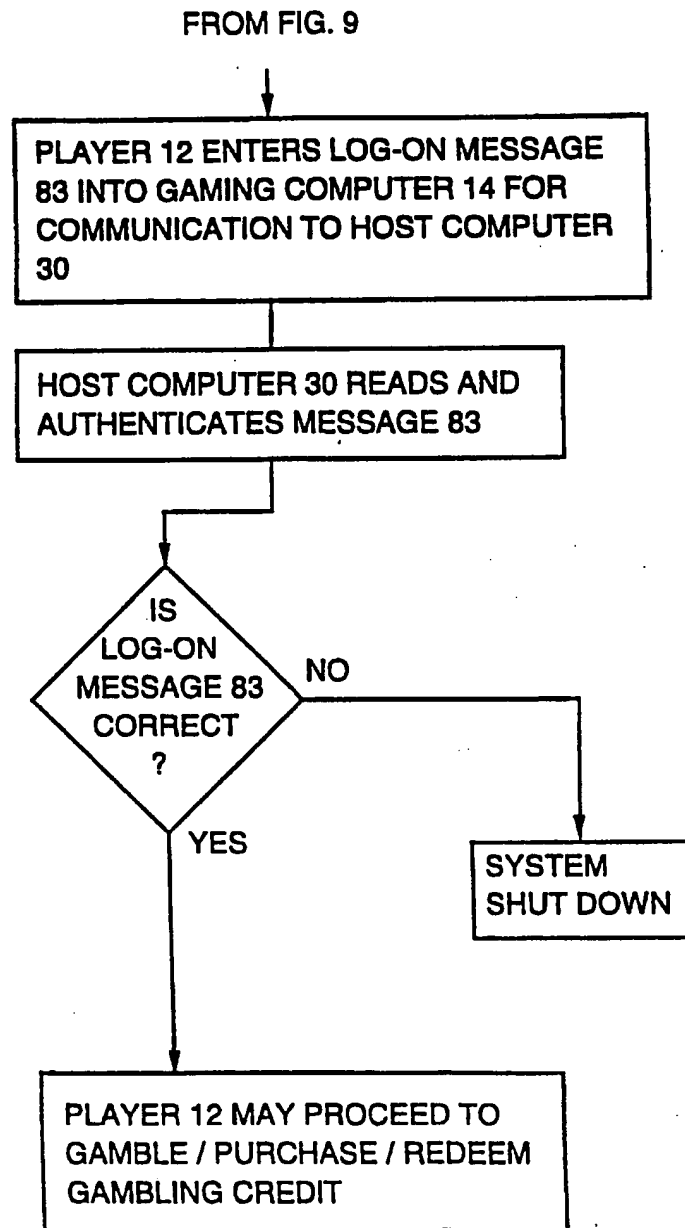 FROM FIG. 9
PLAYER 12 ENTERS LOG-ON MESSAGE
83 INTO GAMING COMPUTER 14 FOR
COMMUNICATION TO HOST COMPUTER
30
HOST COMPUTER 30 READS AND
AUTHENTICATES MESSAGE 83
IS
LOG-ON
MESSAGE 83
CORRECT
?
NO
YES
SYSTEM
SHUT DOWN
PLAYER 12 MAY PROCEED TO
GAMBLE / PURCHASE / REDEEM
GAMBLING CREDIT